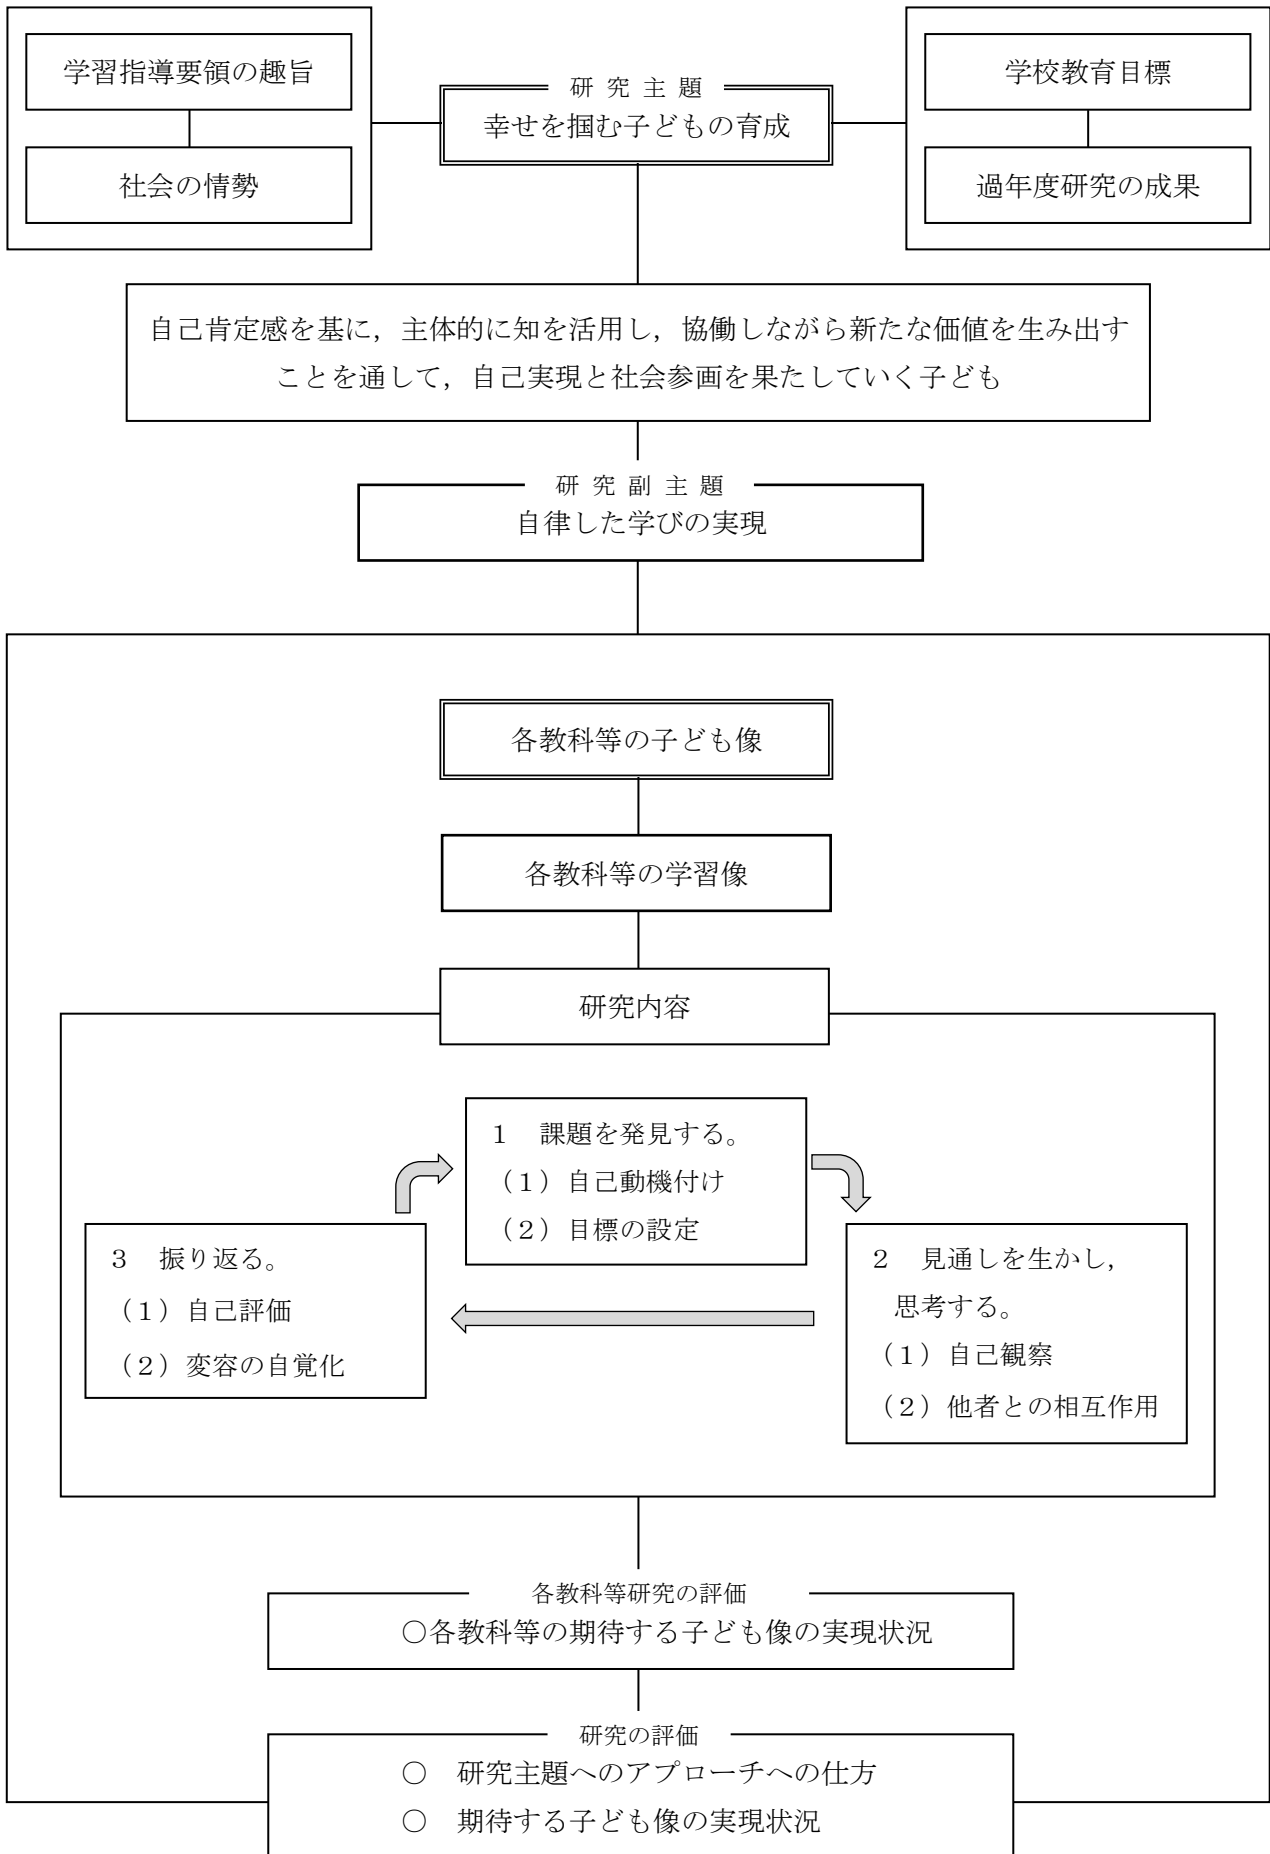 学習指導要領の趣旨
社会の情勢
研究主題
幸せを掴む子どもの育成
学校教育目標
過年度研究の成果
自己肯定感を基に，主体的に知を活用し，協働しながら新たな価値を生み出す
ことを通して，自己実現と社会参画を果たしていく子ども
研究副主題
自律した学びの実現
各教科等の子ども像
各教科等の学習像
研究内容
１　課題を発見する。
（１）自己動機付け
（２）目標の設定
２　見通しを生かし，
思考する。
（１）自己観察
（２）他者との相互作用
３　振り返る。
（１）自己評価
（２）変容の自覚化
各教科等研究の評価
○各教科等の期待する子ども像の実現状況
研究の評価
○　研究主題へのアプローチへの仕方
○　期待する子ども像の実現状況